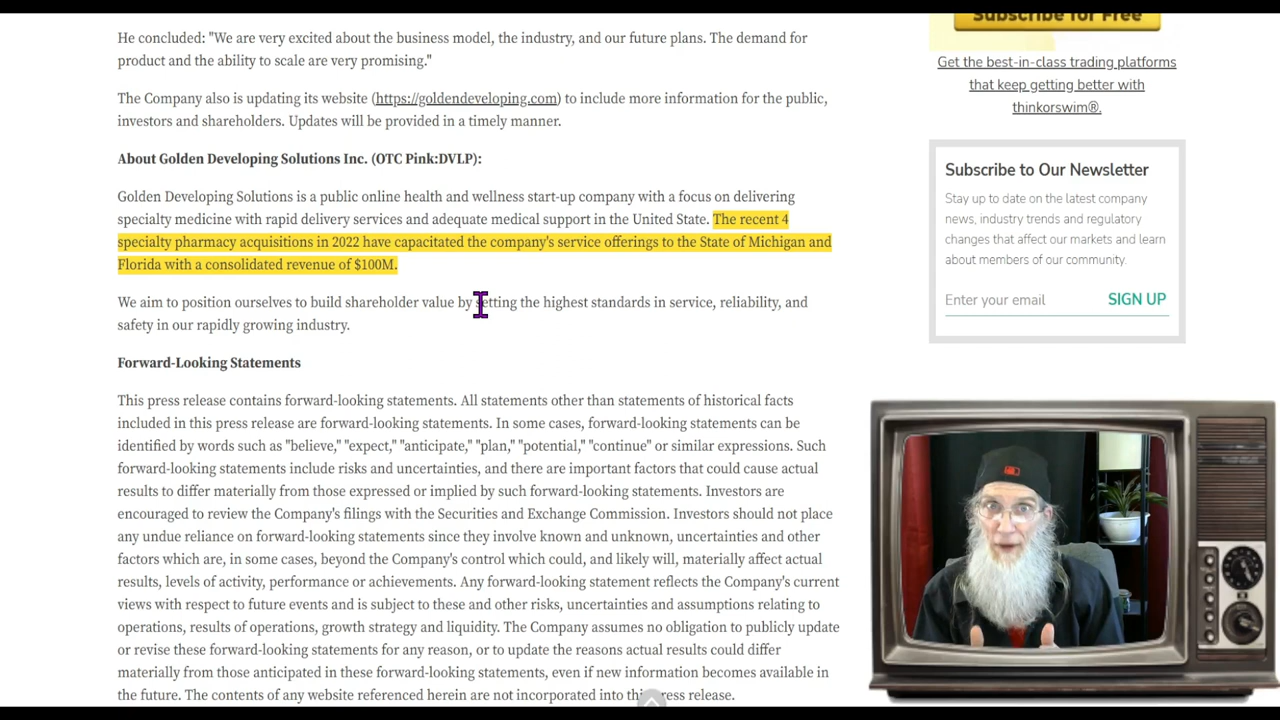 He concluded: "We are very excited about the business model, the industry, and our future plans. The demand for
product and the ability to scale are very promising."
The Company also is updating its website (https://goldendeveloping.com) to include more information for the public,
investors and shareholders. Updates will be provided in a timely manner.
About Golden Developing Solutions Inc. (OTC Pink:DVLP):
Golden Developing Solutions is a public online health and wellness start-up company with a focus on delivering
specialty medicine with rapid delivery services and adequate medical support in the United State. The recent 4
specialty pharmacy acquisitions in 2022 have capacitated the company's service offerings to the State of Michigan and
Florida with a consolidated revenue of $100M.
We aim to position ourselves to build shareholder value by setting the highest standards in service, reliability, and
safety in our rapidly growing industry.
Forward-Looking Statements
This press release contains forward-looking statements. All statements other than statements of historical facts
included in this press release are forward-looking statements. In some cases, forward-looking statements can be
identified by words such as "believe," "expect," "anticipate," "plan," "potential," "continue" or similar expressions. Such
forward-looking statements include risks and uncertainties, and there are important factors that could cause actual
results to differ materially from those expressed or implied by such forward-looking statements. Investors are
encouraged to review the Company's filings with the Securities and Exchange Commission. Investors should not place
any undue reliance on forward-looking statements since they involve known and unknown, uncertainties and other
factors which are, in some cases, beyond the Company's control which could, and likely will, materially affect actual
results, levels of activity, performance or achievements. Any forward-looking statement reflects the Company's current
views with respect to future events and is subject to these and other risks, uncertainties and assumptions relating to
operations, results of operations, growth strategy and liquidity. The Company assumes no obligation to publicly update
or revise these forward-looking statements for any reason, or to update the reasons actual results could differ
materially from those anticipated in these forward-looking statements, even if new information becomes available in
the future. The contents of any website referenced herein are not incorporated into this press release.
Subscribe for Free
Get the best-in-class trading platforms
that keep getting better with
thinkorswim®.
Subscribe to Our Newsletter
Stay up to date on the latest company
news, industry trends and regulatory
changes that affect our markets and learn
about members of our community.
Enter your email SIGN UP